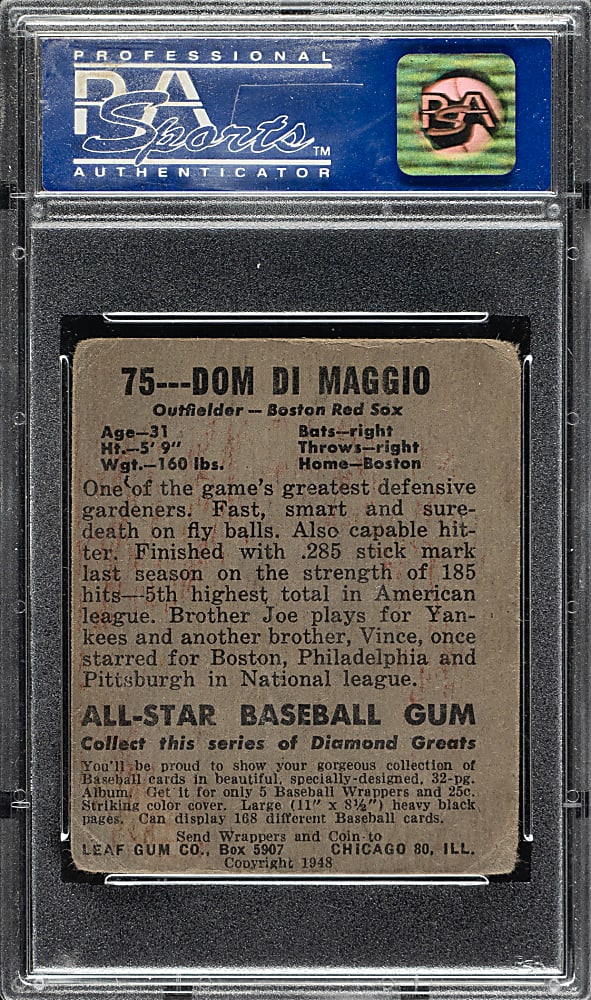 PROFESSIONAL
PSA
Sports™
AUTHENTICATOR
PSA
75---DOM DI MAGGIO
Outfielder -- Boston Red Sox
Age--31 Bats--right
Ht.--5' 9" Throws--right
Wgt.--160 lbs. Home--Boston
One of the game's greatest defensive
gardeners. Fast, smart and sure-
death on fly balls. Also capable hit-
ter. Finished with .285 stick mark
last season on the strength of 185
hits—5th highest total in American
league. Brother Joe plays for Yan-
kees and another brother, Vince, once
starred for Boston, Philadelphia and
Pittsburgh in National league.
ALL-STAR BASEBALL GUM
Collect this series of Diamond Greats
You'll be proud to show your gorgeous collection of
Baseball cards in beautiful, specially-designed, 32-pg.
Album. Get it for only 5 Baseball Wrappers and 25c.
Striking color cover. Large (11" x 8½") heavy black
pages. Can display 168 different Baseball cards.
Send Wrappers and Coin to
LEAF GUM CO., Box 5907 CHICAGO 80, ILL.
Copyright 1948
PSA